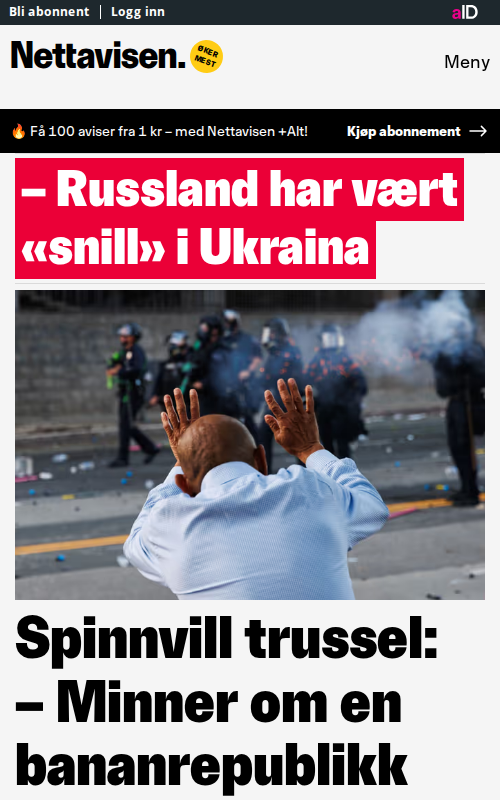 Bli abonnent | Logg inn
aID
Nettavisen.
ØKER
MEST
Meny
🔥 Få 100 aviser fra 1 kr – med Nettavisen +Alt!
Kjøp abonnement →
– Russland har vært
«snill» i Ukraina
Spinnvill trussel:
– Minner om en
bananrepublikk